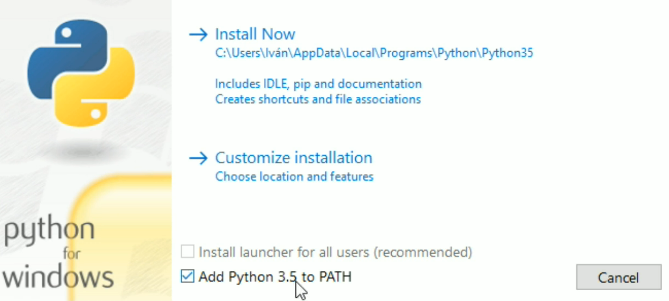 Install Now
C:\Users\Iván\AppData\Local\Programs\Python\Python35
Includes IDLE, pip and documentation
Creates shortcuts and file associations
Customize installation
Choose location and features
python
for
windows
Install launcher for all users (recommended)
Add Python 3.5 to PATH
Cancel